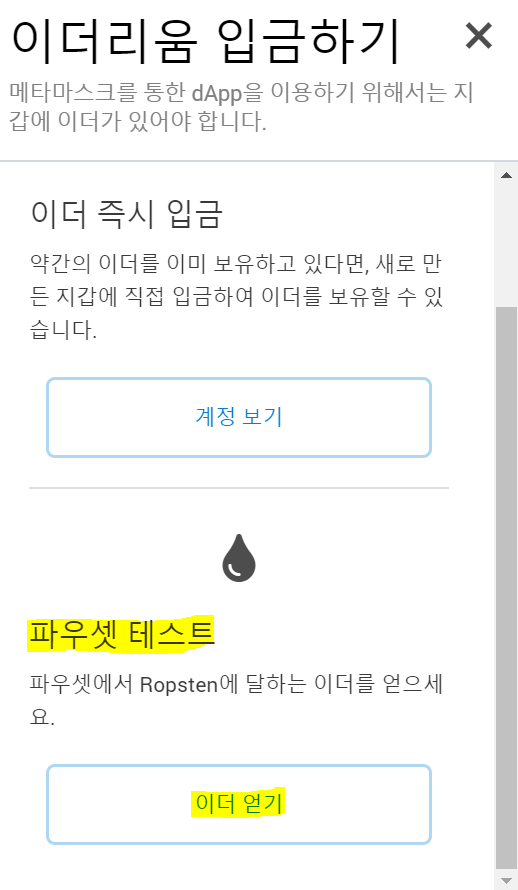 이더리움 입금하기
메타마스크를 통한 dApp을 이용하기 위해서는 지
갑에 이더가 있어야 합니다.
이더 즉시 입금
약간의 이더를 이미 보유하고 있다면, 새로 만
든 지갑에 직접 입금하여 이더를 보유할 수 있
습니다.
계정 보기
파우셋 테스트
파우셋에서 Ropsten에 달하는 이더를 얻으세
요.
이더 얻기